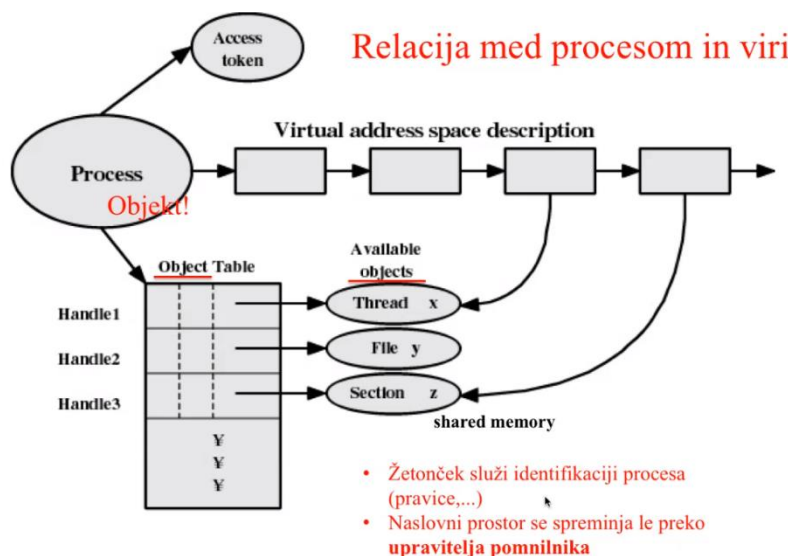 Access
token
Relacija med procesom in viri
Virtual address space description
Process
Objekt!
Object Table
Available
objects
Handle1
Thread x
Handle2
File y
Handle3
Section z
shared memory
¥
¥
¥
• Žetonček služi identifikaciji procesa
(pravice,...)
• Naslovni prostor se spreminja le preko
upravitelja pomnilnika